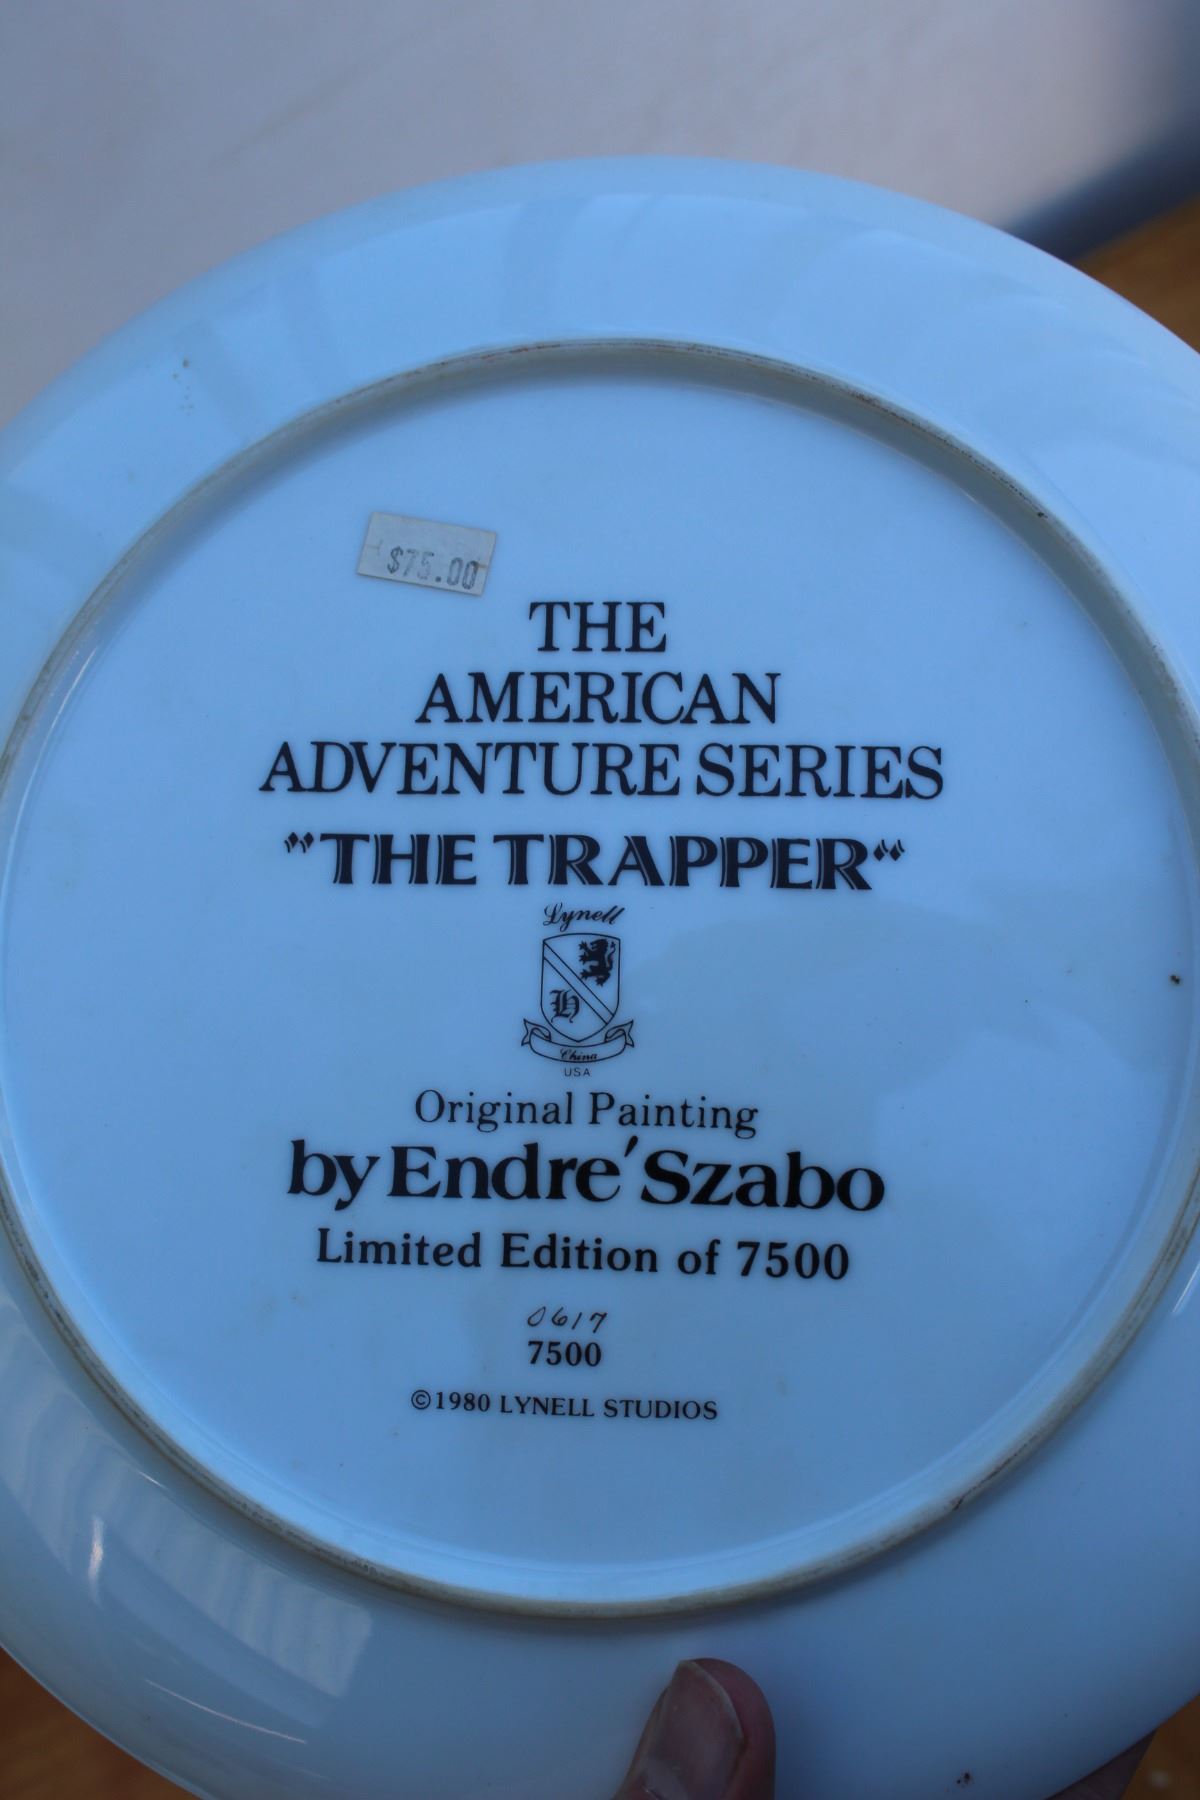 $75.00
THE
AMERICAN
ADVENTURE SERIES
"THE TRAPPER"
Lynell
H
China
USA
Original Painting
by Endre' Szabo
Limited Edition of 7500
0617
7500
©1980 LYNELL STUDIOS